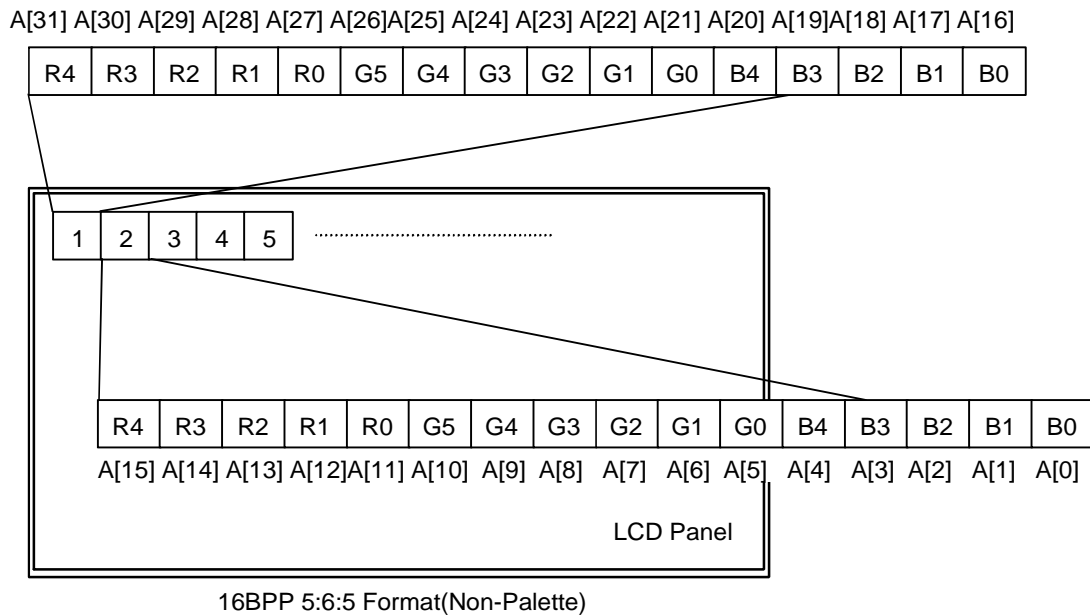 A[31] A[30] A[29] A[28] A[27] A[26]A[25] A[24] A[23] A[22] A[21] A[20] A[19]A[18] A[17] A[16]
R4 R3 R2 R1 R0 G5 G4 G3 G2 G1 G0 B4 B3 B2 B1 B0
1 2 3 4 5
R4 R3 R2 R1 R0 G5 G4 G3 G2 G1 G0 B4 B3 B2 B1 B0
A[15] A[14] A[13] A[12]A[11] A[10] A[9] A[8] A[7] A[6] A[5] A[4] A[3] A[2] A[1] A[0]
LCD Panel
16BPP 5:6:5 Format(Non-Palette)